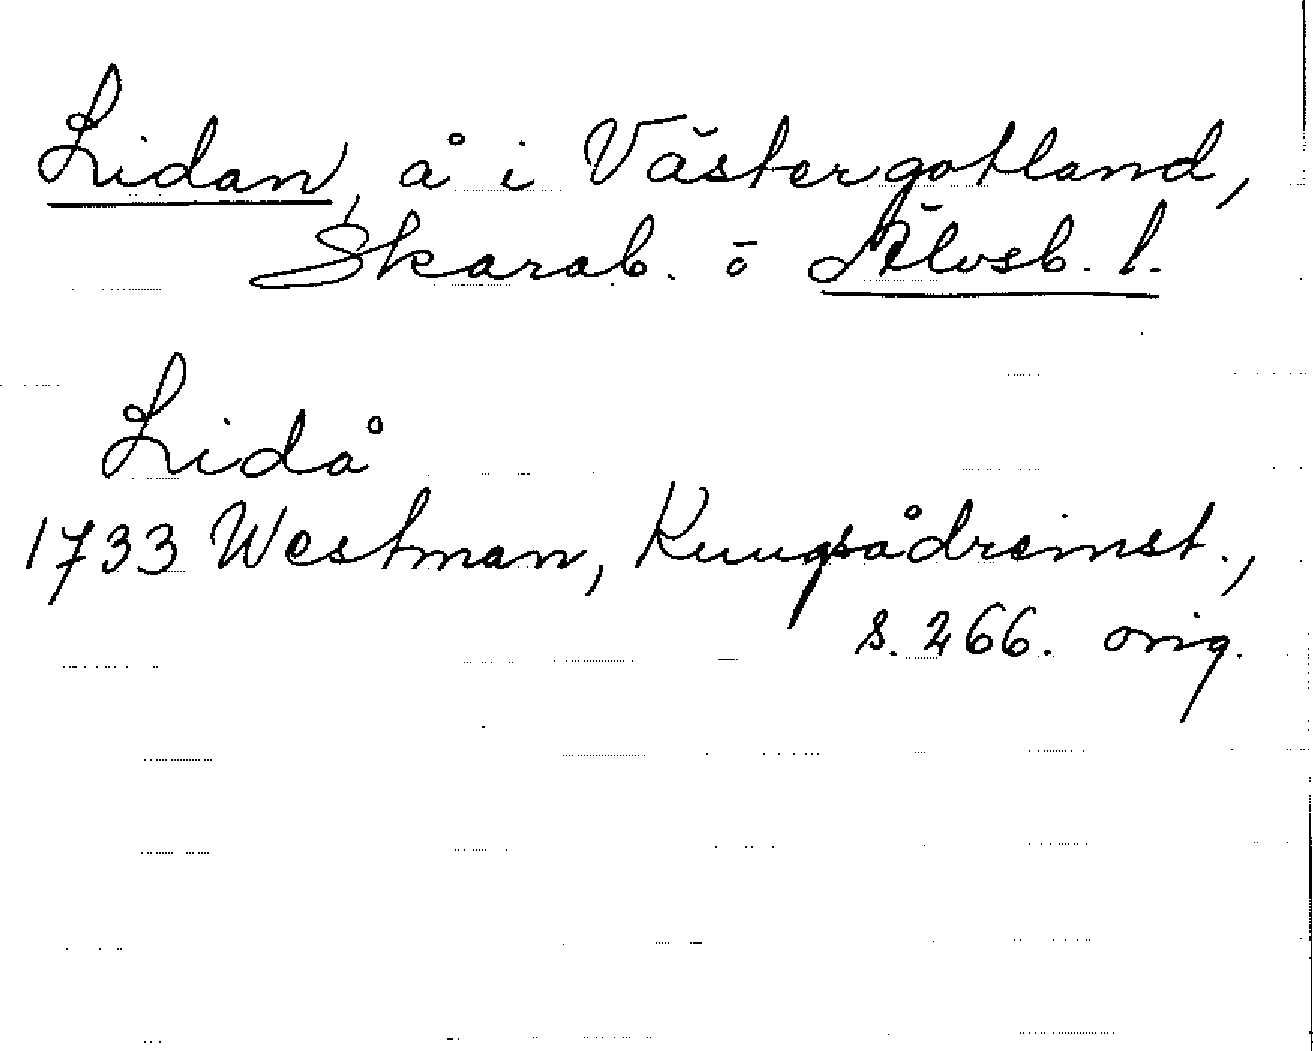 Lidan, å i Västergötland,
Skarab. o Älvsb. l.
Lidå
1733 Westman, Kungsådreinst.,
s. 266. orig.